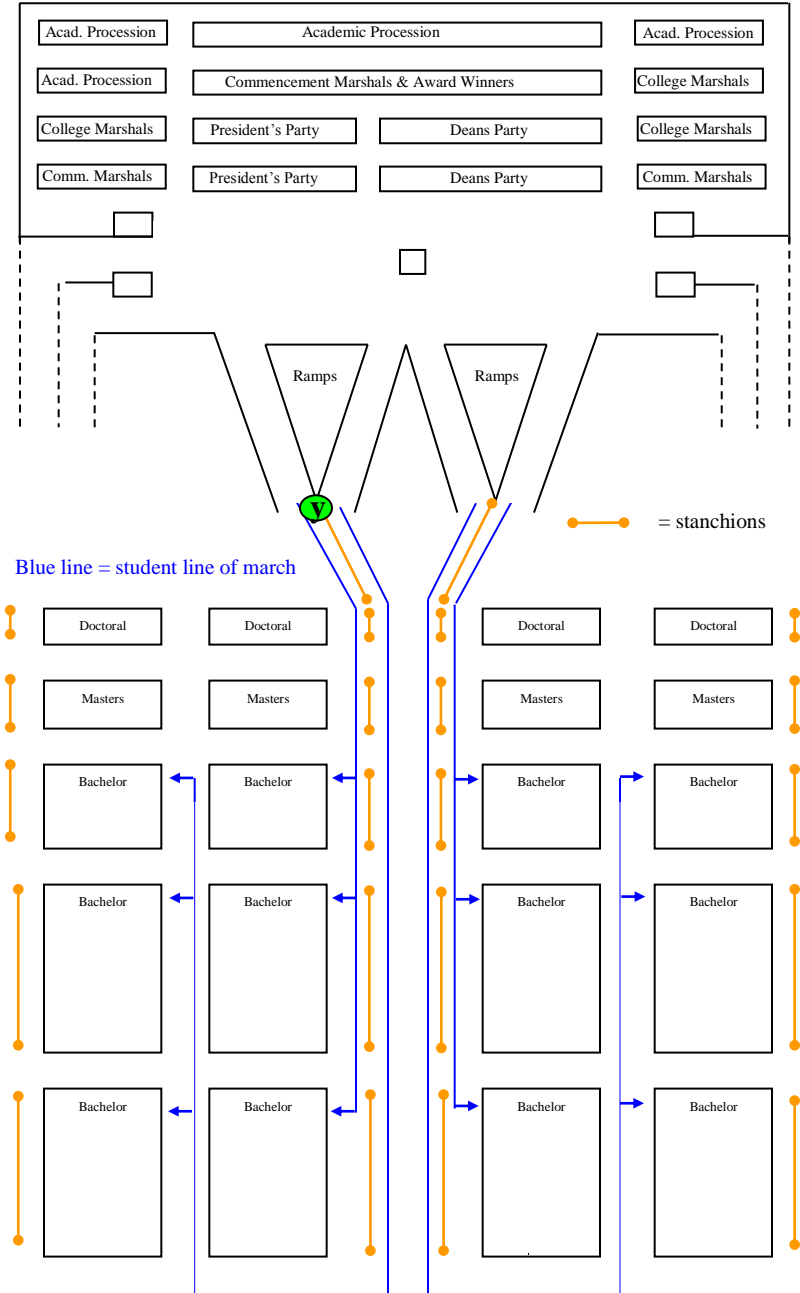 Acad. Procession Academic Procession Acad. Procession
Acad. Procession Commencement Marshals & Award Winners College Marshals
College Marshals President's Party Deans Party College Marshals
Comm. Marshals President's Party Deans Party Comm. Marshals
Ramps Ramps
v
= stanchions
Blue line = student line of march
Doctoral Doctoral Doctoral Doctoral
Masters Masters Masters Masters
Bachelor Bachelor Bachelor Bachelor
Bachelor Bachelor Bachelor Bachelor
Bachelor Bachelor Bachelor Bachelor